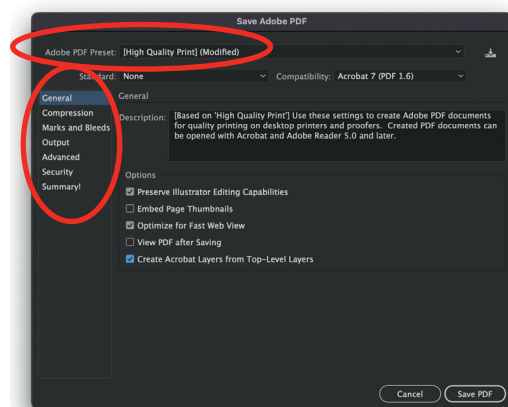 Save Adobe PDF
Adobe PDF Preset: [High Quality Print] (Modified)
Standard: None Compatibility: Acrobat 7 (PDF 1.6)
General
Compression
Marks and Bleeds
Output
Advanced
Security
Summary!
General
Description: [Based on 'High Quality Print'] Use these settings to create Adobe PDF documents
for quality printing on desktop printers and proofers. Created PDF documents can
be opened with Acrobat and Adobe Reader 5.0 and later.
Options
Preserve Illustrator Editing Capabilities
Embed Page Thumbnails
Optimize for Fast Web View
View PDF after Saving
Create Acrobat Layers from Top-Level Layers
Cancel Save PDF